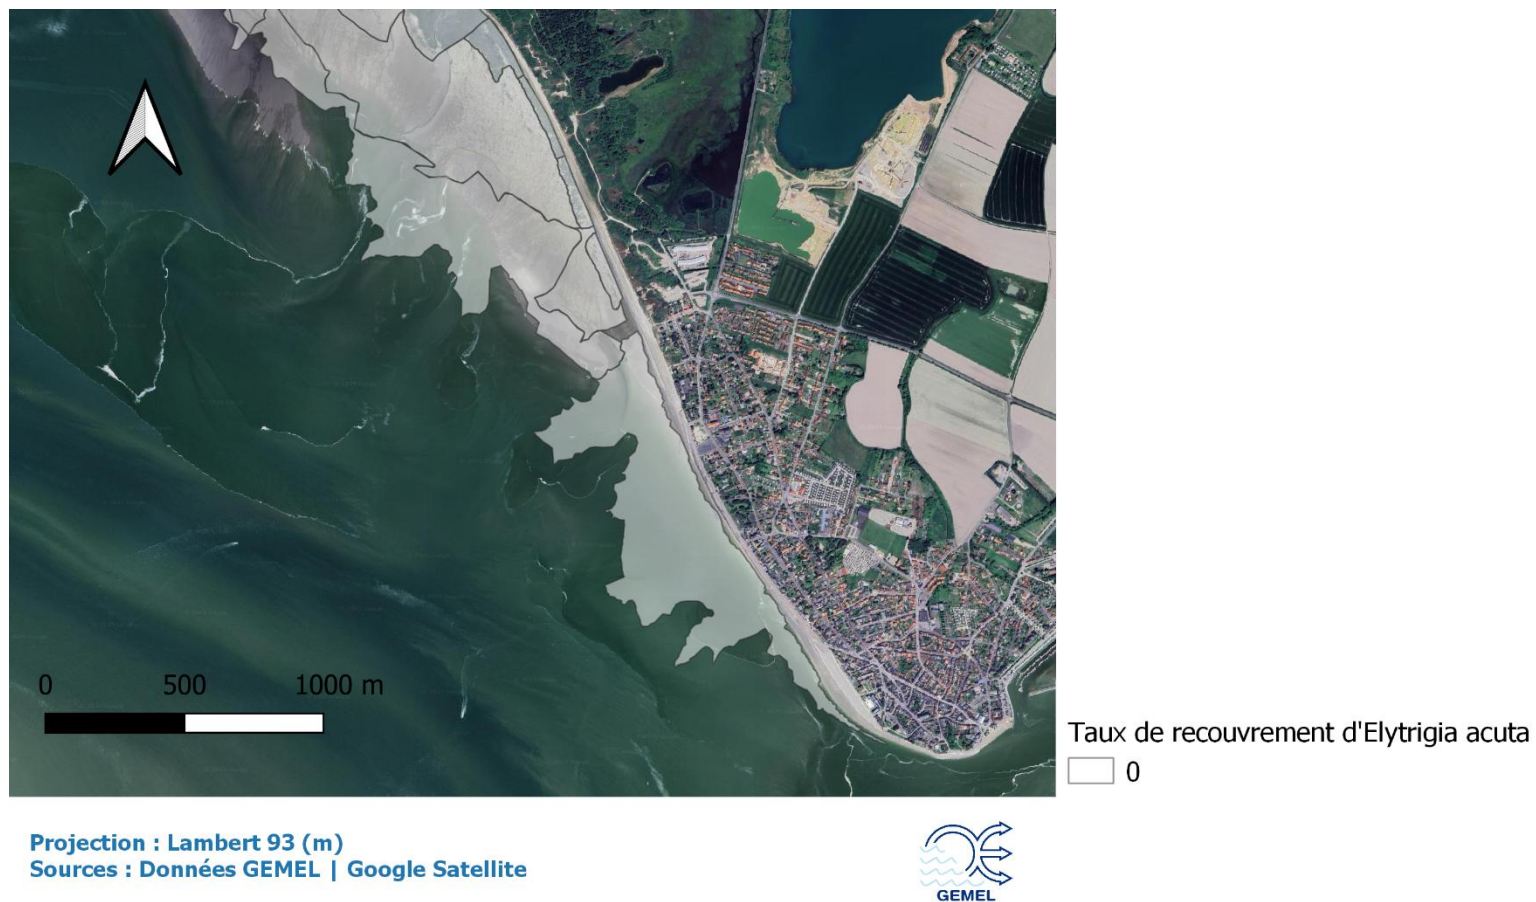 0 500 1000 m
Taux de recouvrement d'Elytrigia acuta
0
Projection : Lambert 93 (m)
Sources : Données GEMEL | Google Satellite
GEMEL